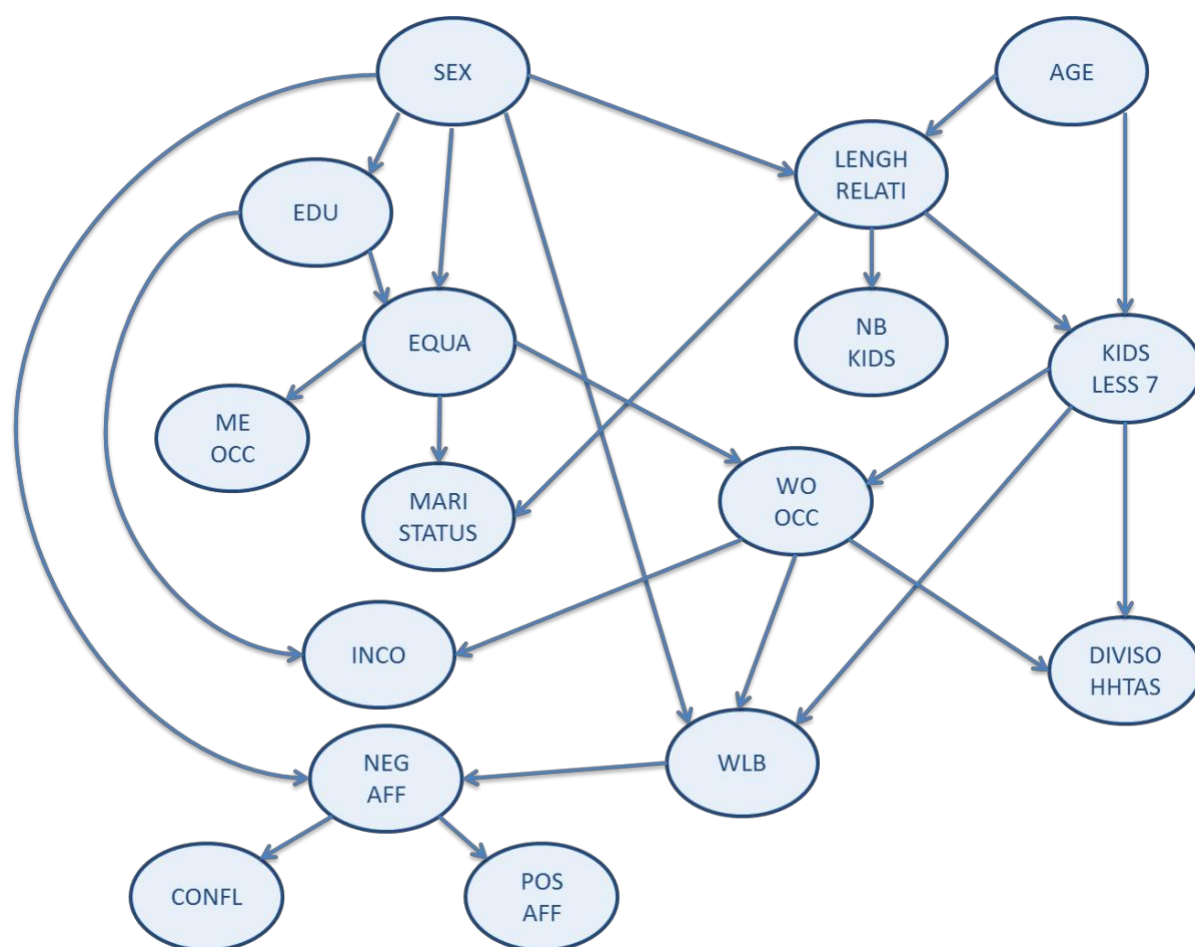 SEX
AGE
LENGH
RELATI
EDU
EQUA
NB
KIDS
KIDS
LESS 7
ME
OCC
MARI
STATUS
WO
OCC
INCO
DIVISO
HHTAS
NEG
AFF
WLB
CONFL
POS
AFF